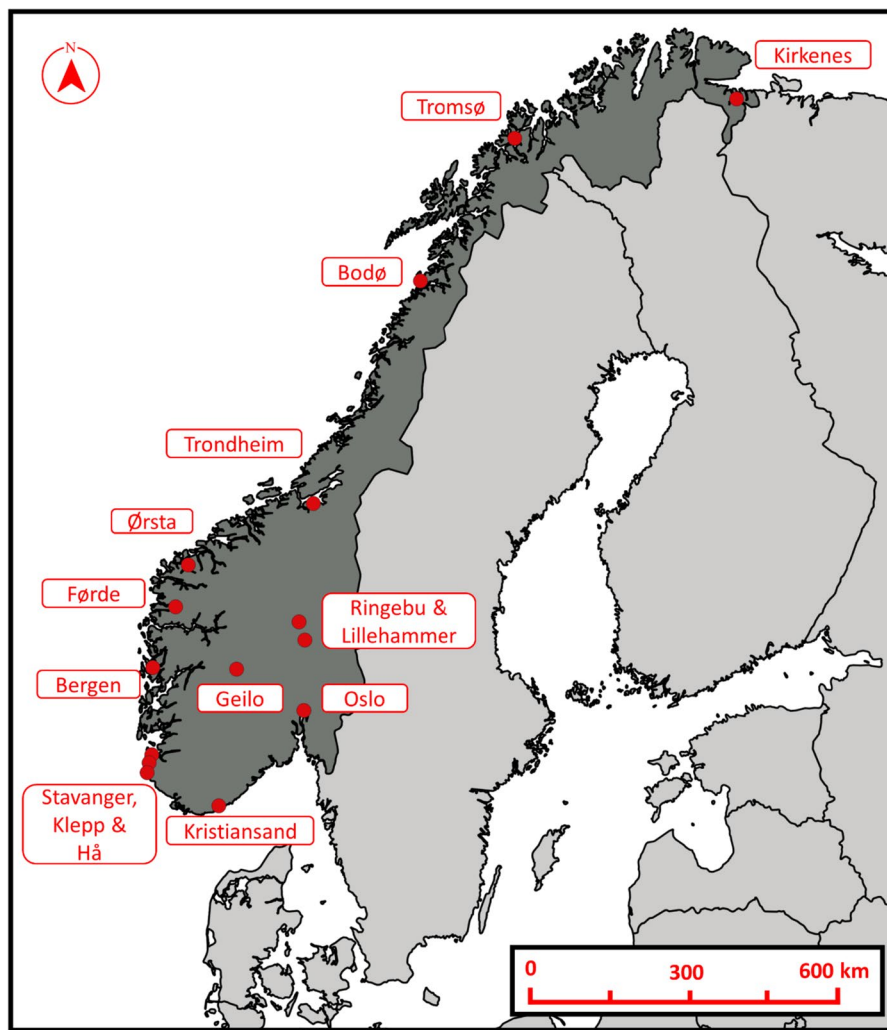 N
Kirkenes
Tromsø
Bodø
Trondheim
Ørsta
Førde
Ringebu &
Lillehammer
Bergen
Geilo
Oslo
Stavanger,
Klepp &
Hå
Kristiansand
0 300 600 km